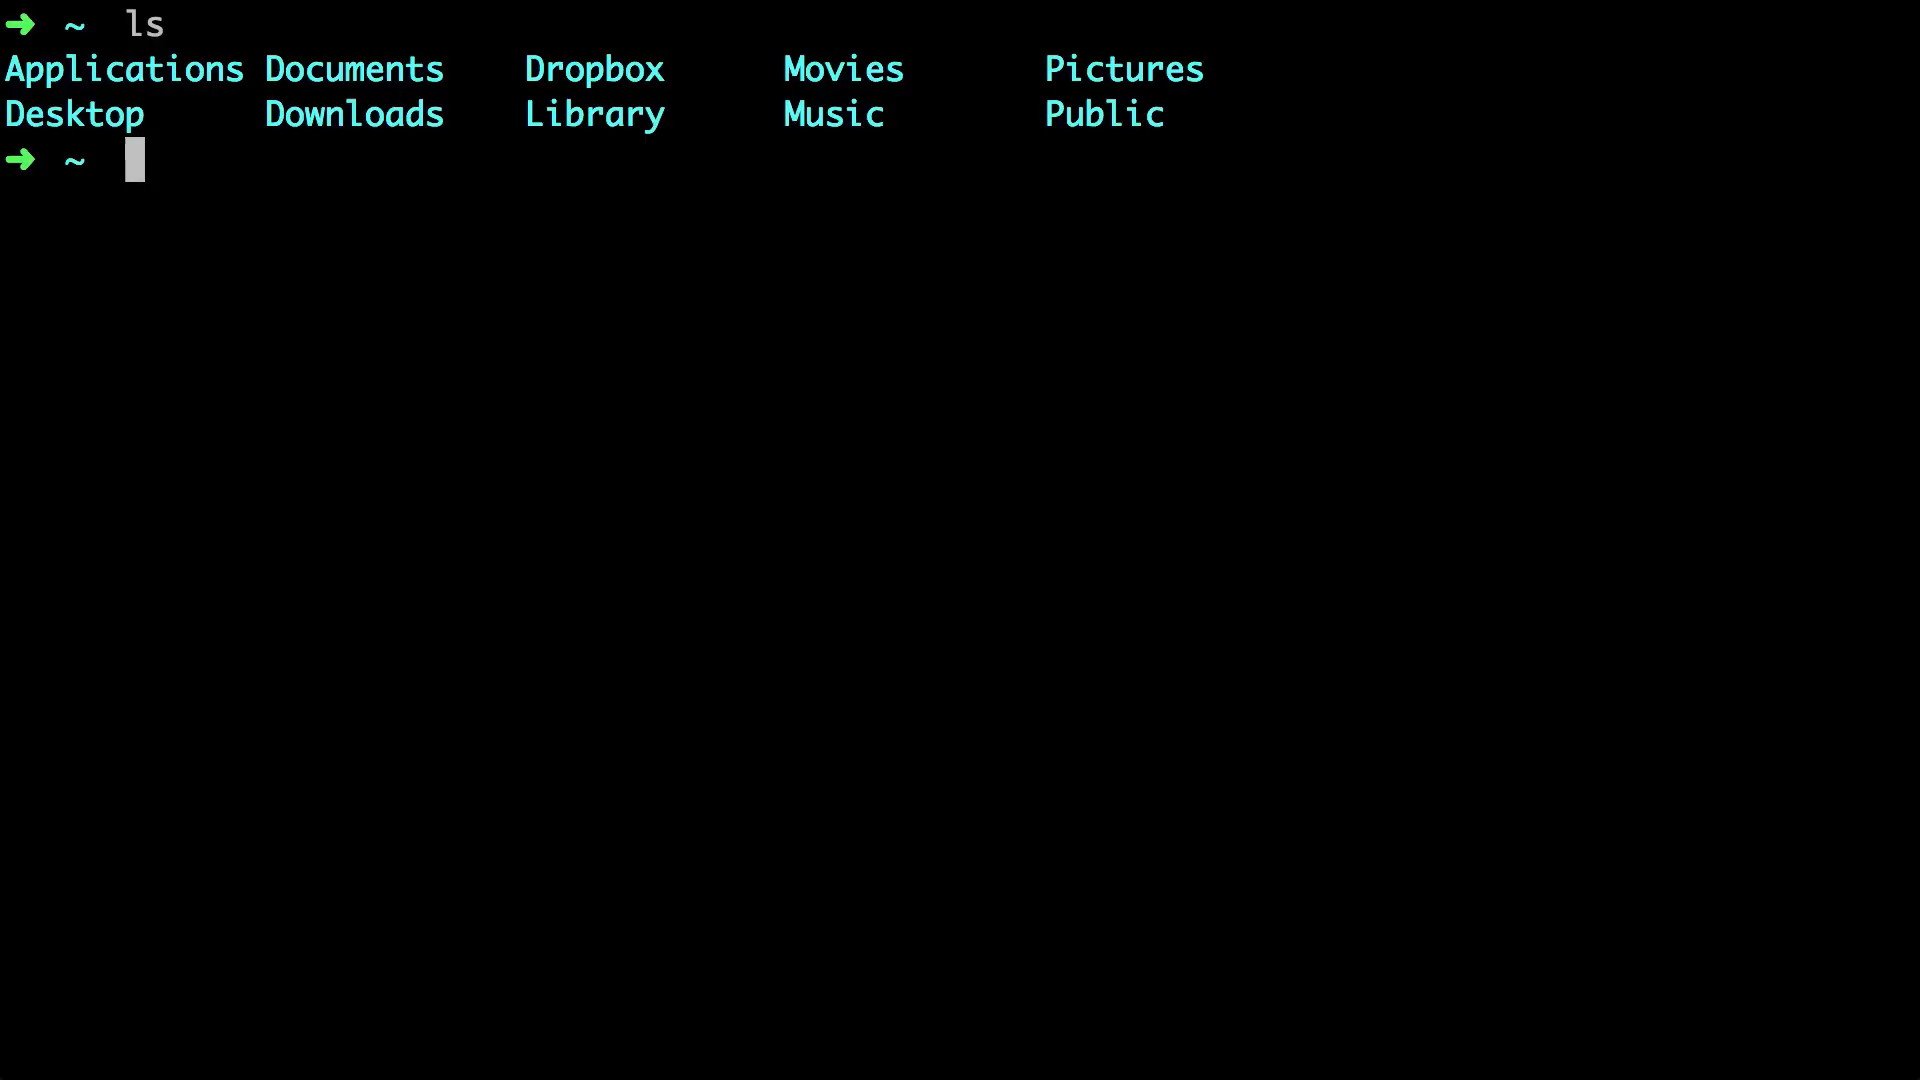 ➜ ~ ls
Applications Documents Dropbox Movies Pictures
Desktop Downloads Library Music Public
➜ ~